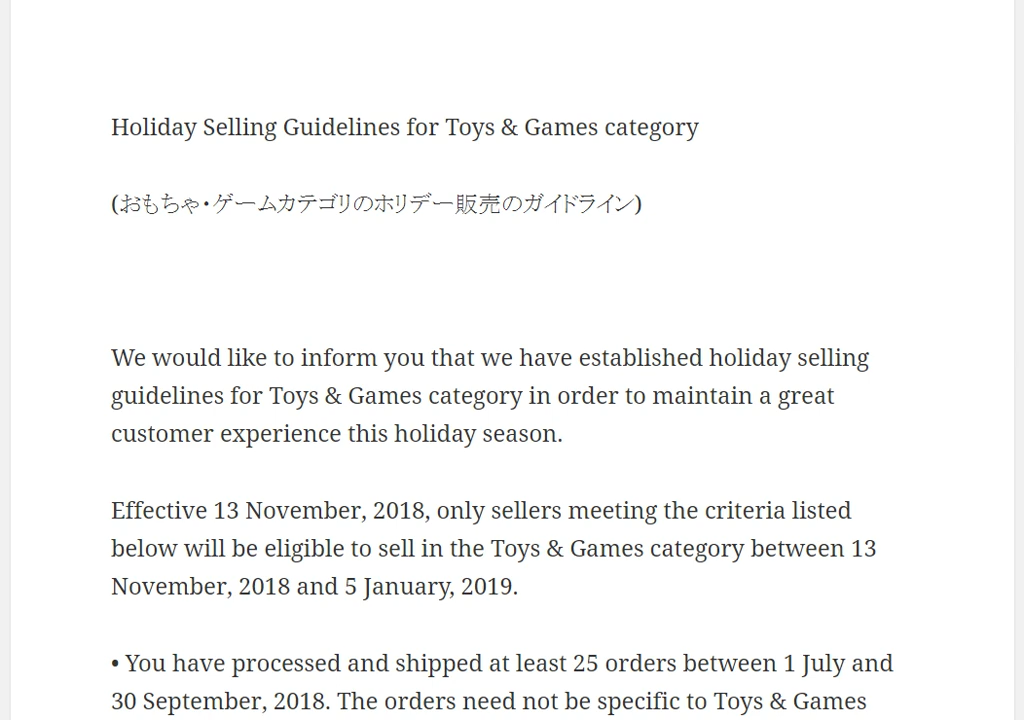 Holiday Selling Guidelines for Toys & Games category
(おもちゃ・ゲームカテゴリのホリデー販売のガイドライン)
We would like to inform you that we have established holiday selling
guidelines for Toys & Games category in order to maintain a great
customer experience this holiday season.
Effective 13 November, 2018, only sellers meeting the criteria listed
below will be eligible to sell in the Toys & Games category between 13
November, 2018 and 5 January, 2019.
• You have processed and shipped at least 25 orders between 1 July and
30 September, 2018. The orders need not be specific to Toys & Games